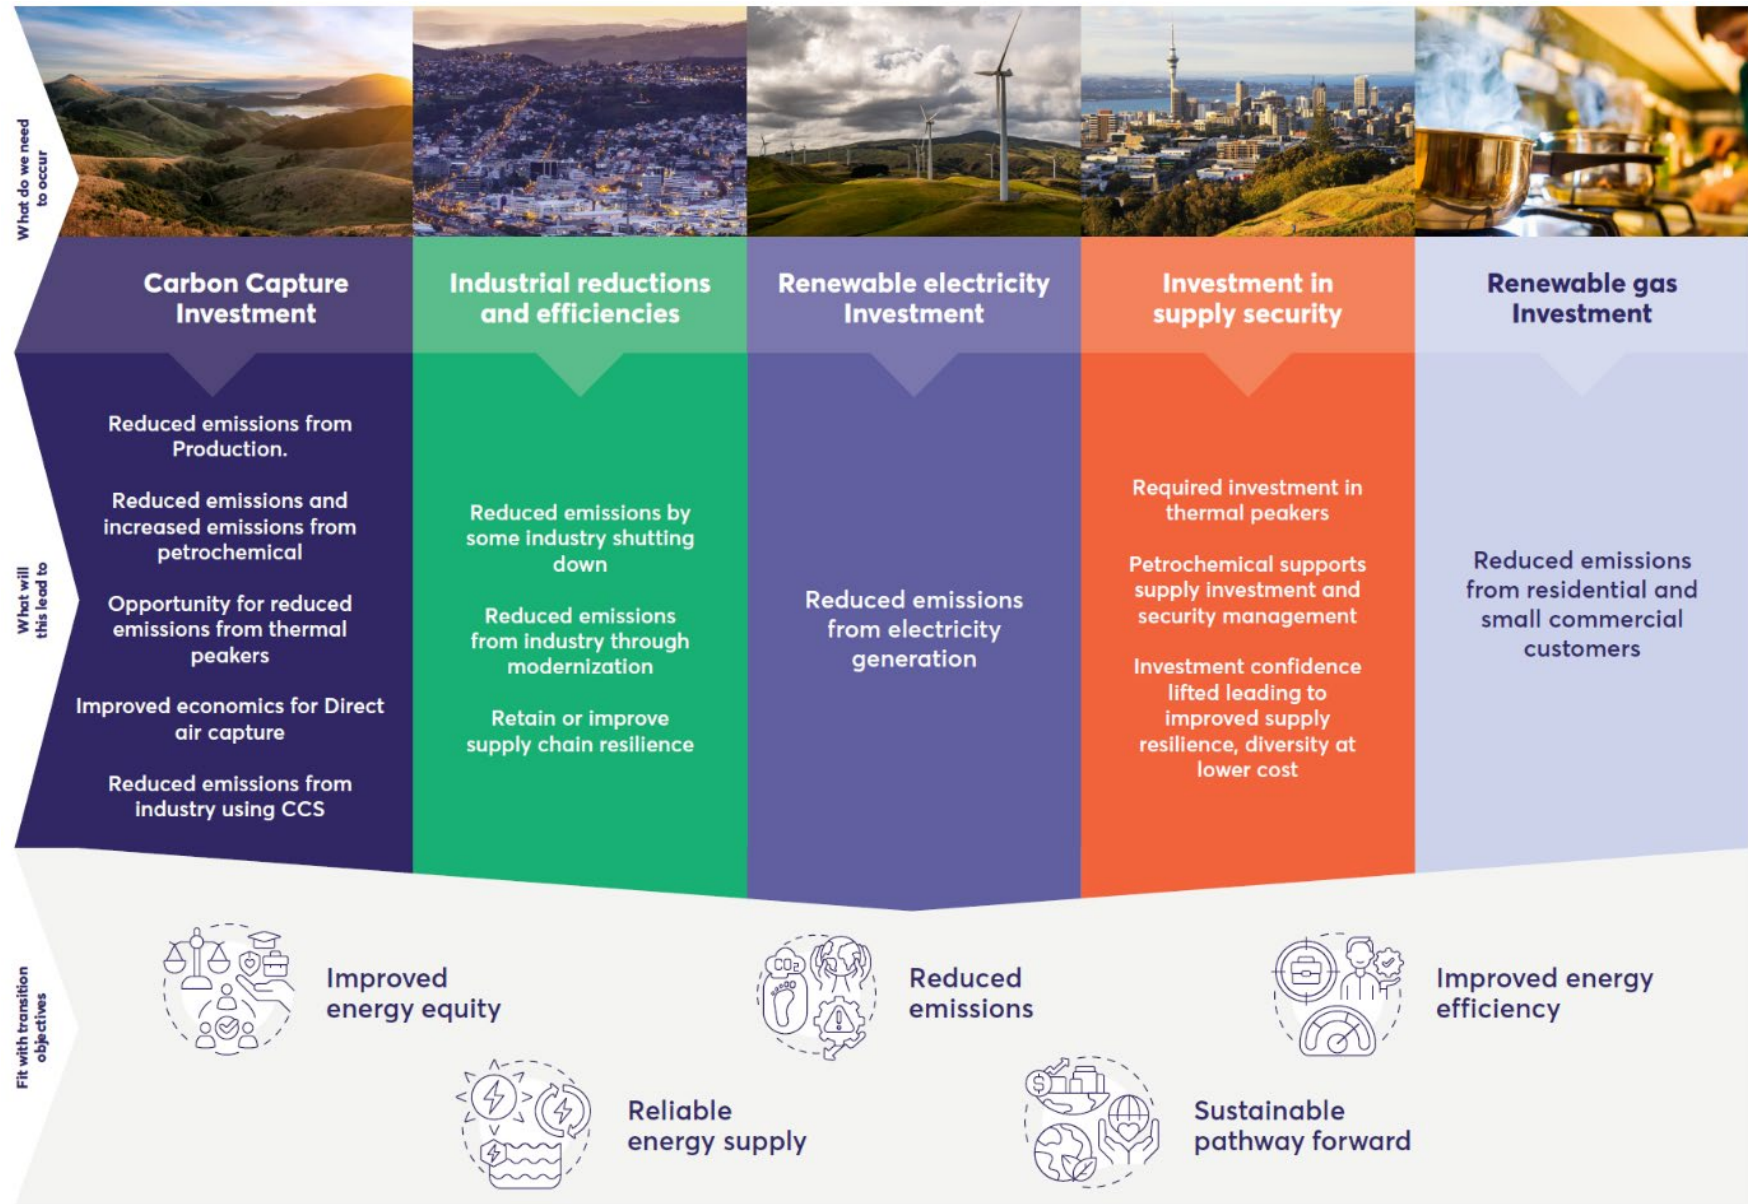 What do we need
to occur
Carbon Capture
Investment
Industrial reductions
and efficiencies
Renewable electricity
Investment
Investment in
supply security
Renewable gas
Investment
What will
this lead to
Reduced emissions from
Production.
Reduced emissions and
increased emissions from
petrochemical
Opportunity for reduced
emissions from thermal
peakers
Improved economics for Direct
air capture
Reduced emissions from
industry using CCS
Reduced emissions by
some industry shutting
down
Reduced emissions
from industry through
modernization
Retain or improve
supply chain resilience
Reduced emissions
from electricity
generation
Required investment in
thermal peakers
Petrochemical supports
supply investment and
security management
Investment confidence
lifted leading to
improved supply
resilience, diversity at
lower cost
Reduced emissions
from residential and
small commercial
customers
Fit with transition
objectives
Improved
energy equity
Reliable
energy supply
CO2
Reduced
emissions
$
Sustainable
pathway forward
Improved energy
efficiency